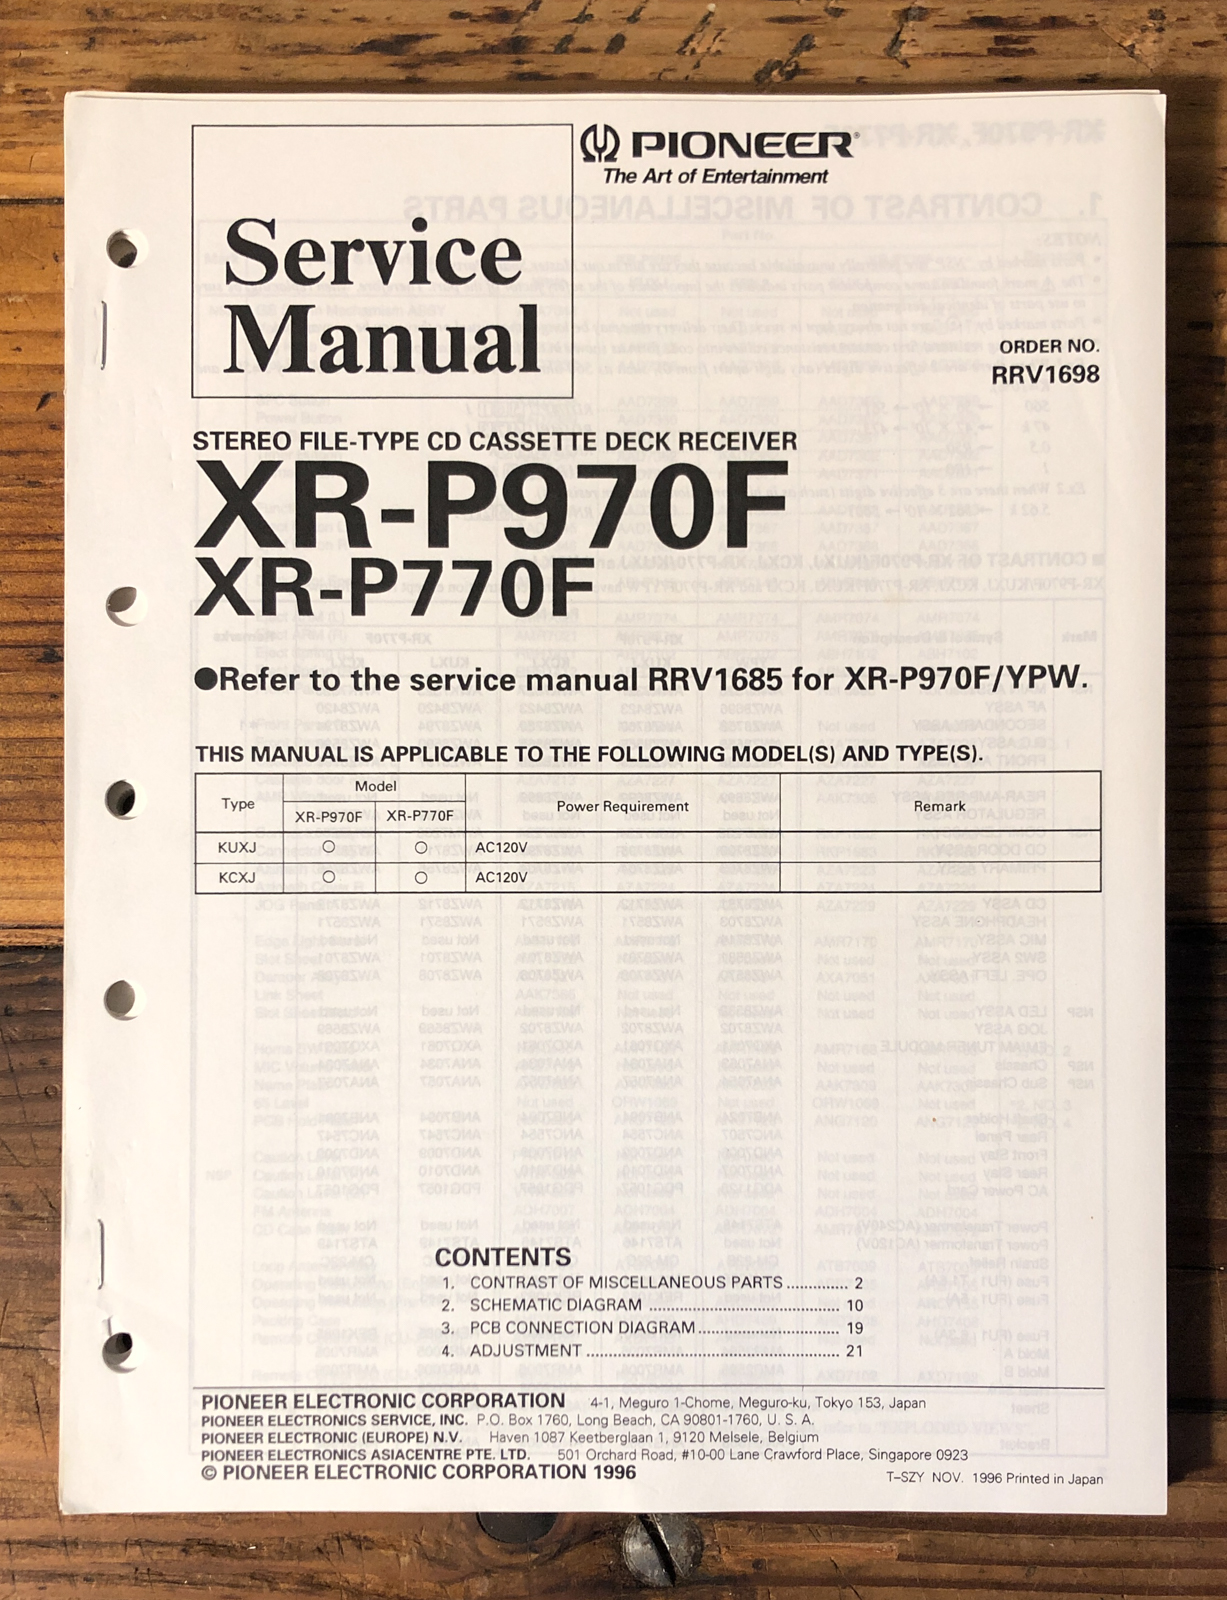 PIONEER®
The Art of Entertainment
Service
Manual
ORDER NO.
RRV1698
STEREO FILE-TYPE CD CASSETTE DECK RECEIVER
XR-P970F
XR-P770F
●Refer to the service manual RRV1685 for XR-P970F/YPW.
THIS MANUAL IS APPLICABLE TO THE FOLLOWING MODEL(S) AND TYPE(S).
Type Model Power Requirement Remark
XR-P970F XR-P770F
KUXJ ○ ○ AC120V
KCXJ ○ ○ AC120V
CONTENTS
1. CONTRAST OF MISCELLANEOUS PARTS ............. 2
2. SCHEMATIC DIAGRAM ........................................ 10
3. PCB CONNECTION DIAGRAM .............................. 19
4. ADJUSTMENT ...................................................... 21
PIONEER ELECTRONIC CORPORATION 4-1, Meguro 1-Chome, Meguro-ku, Tokyo 153, Japan
PIONEER ELECTRONICS SERVICE, INC. P.O. Box 1760, Long Beach, CA 90801-1760, U. S. A.
PIONEER ELECTRONIC (EUROPE) N.V. Haven 1087 Keetberglaan 1, 9120 Melsele, Belgium
PIONEER ELECTRONICS ASIACENTRE PTE. LTD. 501 Orchard Road, #10-00 Lane Crawford Place, Singapore 0923
© PIONEER ELECTRONIC CORPORATION 1996
T–SZY NOV. 1996 Printed in Japan